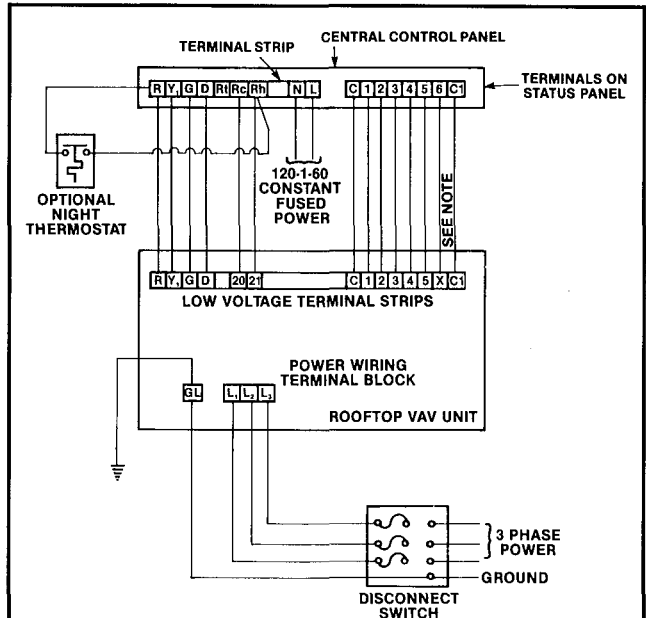 CENTRAL CONTROL PANEL
TERMINAL STRIP
TERMINALS ON
STATUS PANEL
R Y₁ G D Rt Rc Rh N L C 1 2 3 4 5 6 C1
120-1-60
CONSTANT
FUSED
POWER
OPTIONAL
NIGHT
THERMOSTAT
SEE NOTE
R Y₁ G D 20 21 C 1 2 3 4 5 X C1
LOW VOLTAGE TERMINAL STRIPS
POWER WIRING
TERMINAL BLOCK
GL L₁ L₂ L₃
ROOFTOP VAV UNIT
3 PHASE
POWER
GROUND
DISCONNECT
SWITCH